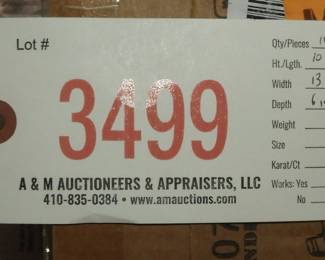 Lot #
3499
A & M AUCTIONEERS & APPRAISERS, LLC
410-835-0384 • www.amauctions.com
Qty/Pieces
Ht./Lgth. 10
Width 13
Depth 6
Weight
Size
Karat/Ct
Works: Yes
No